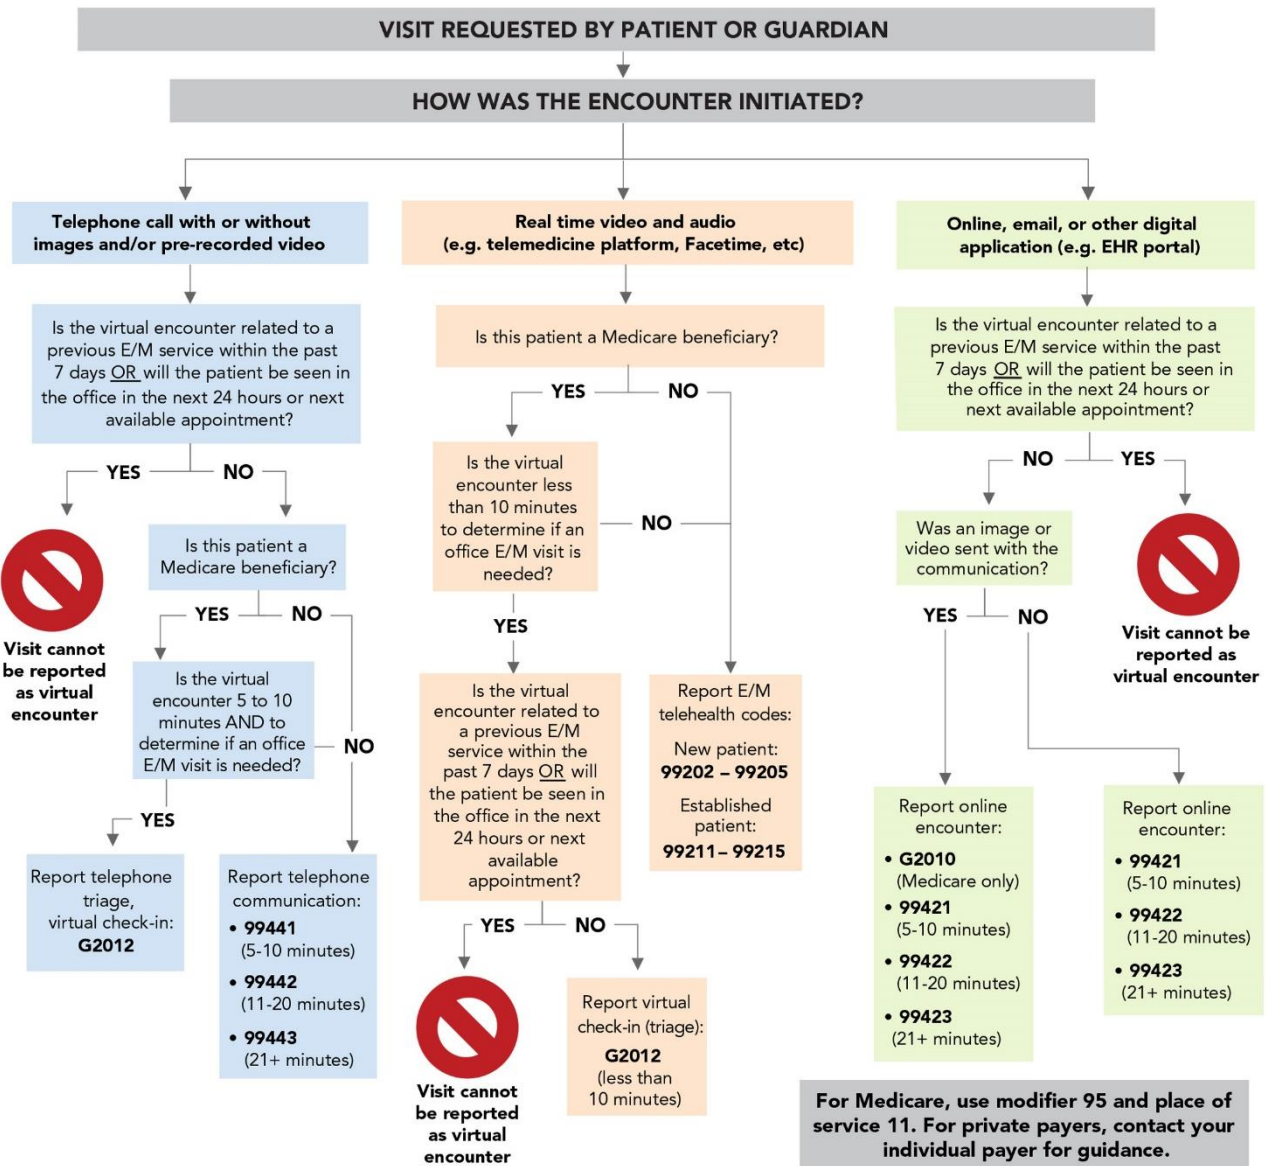 VISIT REQUESTED BY PATIENT OR GUARDIAN
HOW WAS THE ENCOUNTER INITIATED?
Telephone call with or without
images and/or pre-recorded video
Is the virtual encounter related to a
previous E/M service within the past
7 days OR will the patient be seen in
the office in the next 24 hours or next
available appointment?
YES
NO
Visit cannot
be reported
as virtual
encounter
Is this patient a
Medicare beneficiary?
YES
NO
Is the virtual
encounter 5 to 10
minutes AND to
determine if an office
E/M visit is needed?
NO
YES
Report telephone
triage,
virtual check-in:
G2012
Report telephone
communication:
• 99441
(5-10 minutes)
• 99442
(11-20 minutes)
• 99443
(21+ minutes)
Real time video and audio
(e.g. telemedicine platform, Facetime, etc)
Is this patient a Medicare beneficiary?
YES
NO
Is the virtual
encounter less
than 10 minutes
to determine if an
office E/M visit is
needed?
NO
YES
Is the virtual
encounter related to
a previous E/M
service within the
past 7 days OR will
the patient be seen in
the office in the next
24 hours or next
available
appointment?
Report E/M
telehealth codes:
New patient:
99202 – 99205
Established
patient:
99211 – 99215
YES
NO
Visit cannot
be reported
as virtual
encounter
Report virtual
check-in (triage):
G2012
(less than
10 minutes)
Online, email, or other digital
application (e.g. EHR portal)
Is the virtual encounter related to a
previous E/M service within the past
7 days OR will the patient be seen in
the office in the next 24 hours or
next available appointment?
NO
YES
Was an image or
video sent with the
communication?
Visit cannot be
reported as
virtual encounter
YES
NO
Report online
encounter:
• G2010
(Medicare only)
• 99421
(5-10 minutes)
• 99422
(11-20 minutes)
• 99423
(21+ minutes)
Report online
encounter:
• 99421
(5-10 minutes)
• 99422
(11-20 minutes)
• 99423
(21+ minutes)
For Medicare, use modifier 95 and place of
service 11. For private payers, contact your
individual payer for guidance.